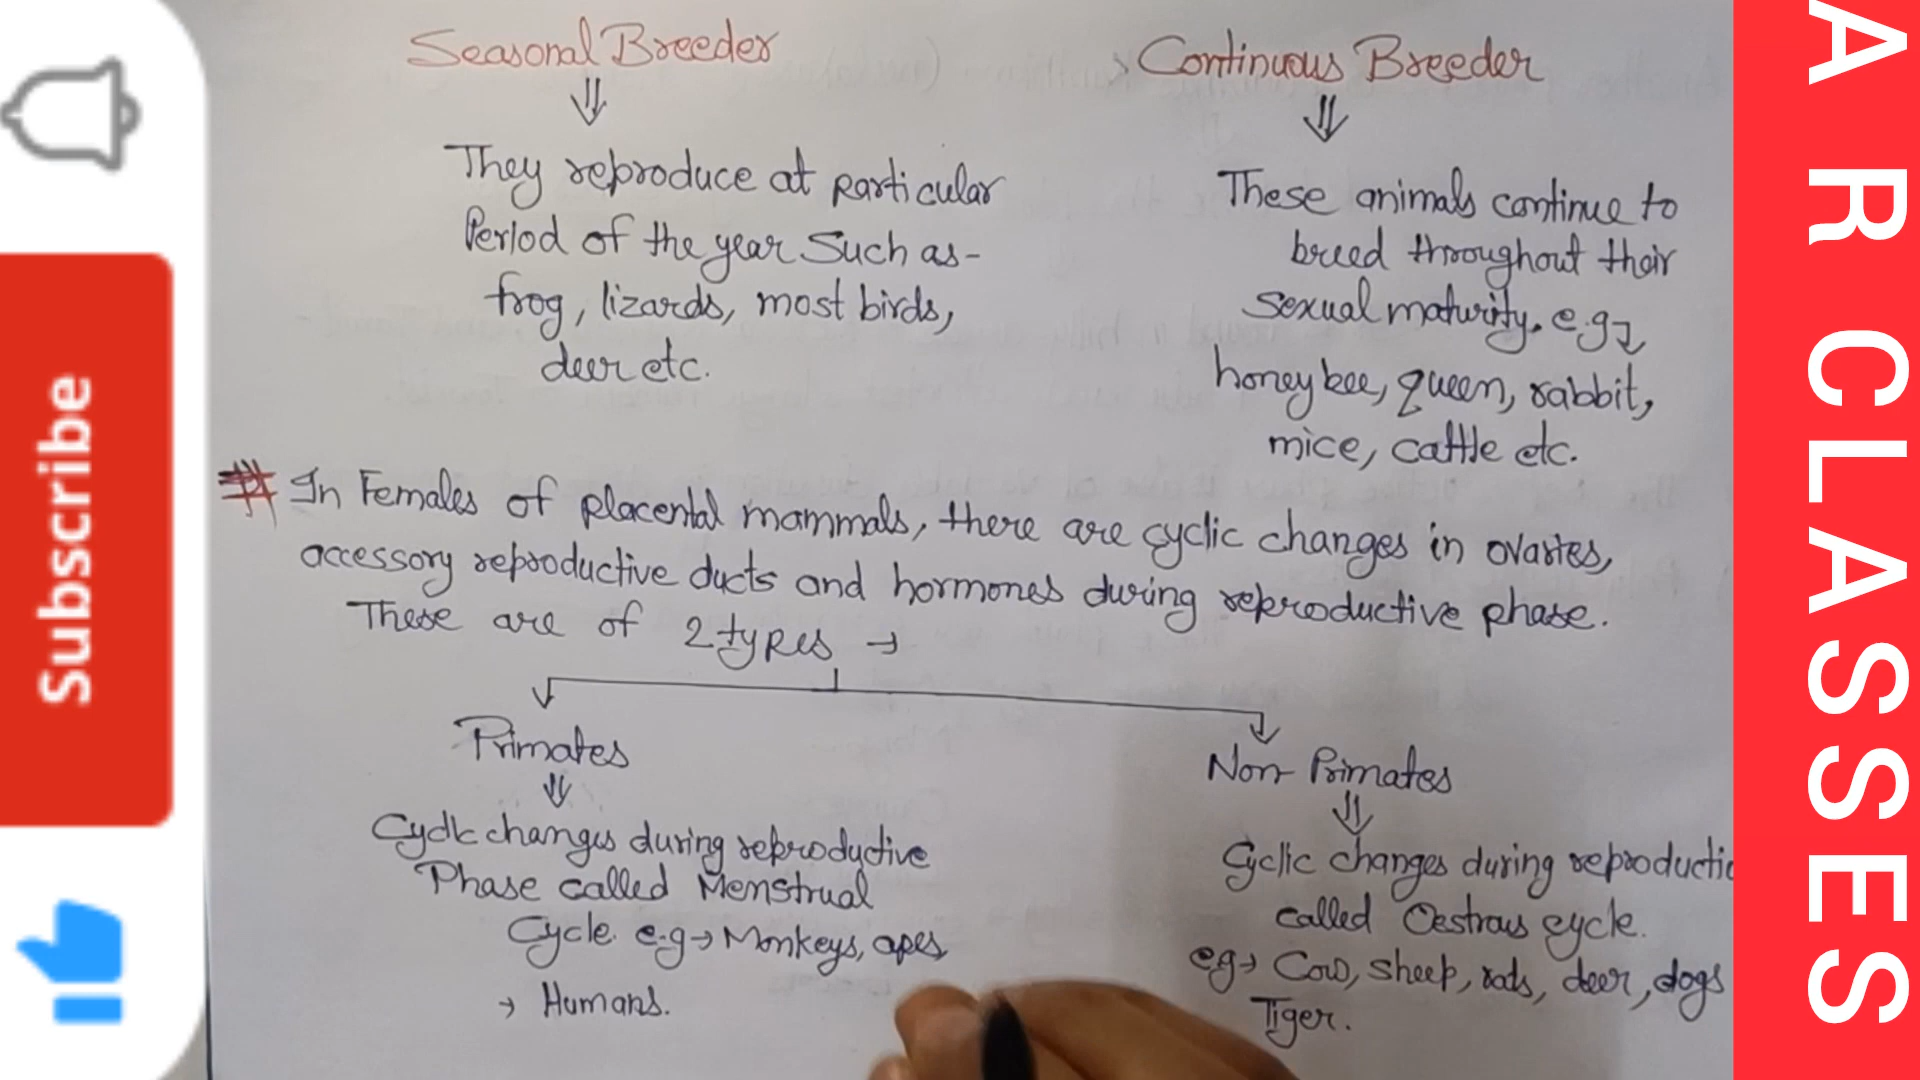 Seasonal Breeder
They reproduce at particular
Period of the year Such as-
frog, lizards, most birds,
deer etc.
Continuous Breeder
These animals continue to
breed throughout their
sexual maturity. e.g →
honey bee, queen, rabbit,
mice, cattle etc.
# In Females of placental mammals, there are cyclic changes in ovaries,
accessory reproductive ducts and hormones during reproductive phase.
These are of 2 types →
Primates
Cyclic changes during reproductive
Phase called Menstrual
Cycle. e.g → Monkeys, apes,
→ Humans.
Non Primates
Cyclic changes during reproductio
called Oestrous cycle.
e.g → Cow, sheep, rats, deer, dogs
Tiger.
Subscribe
A R CLASSES